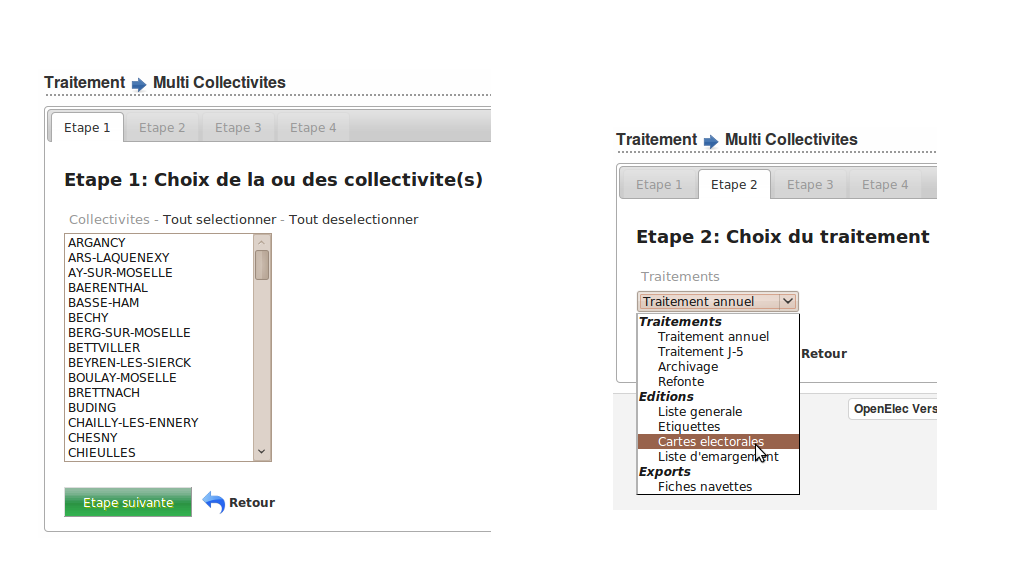 Traitement Multi Collectivites
Etape 1 Etape 2 Etape 3 Etape 4
Etape 1: Choix de la ou des collectivite(s)
Collectivites - Tout selectionner - Tout deselectionner
ARGANCY
ARS-LAQUENEXY
AY-SUR-MOSELLE
BAERENTHAL
BASSE-HAM
BECHY
BERG-SUR-MOSELLE
BETTVILLER
BEYREN-LES-SIERCK
BOULAY-MOSELLE
BRETTNACH
BUDING
CHAILLY-LES-ENNERY
CHESNY
CHIEULLES
Etape suivante Retour
Traitement Multi Collectivites
Etape 1 Etape 2 Etape 3 Etape 4
Etape 2: Choix du traitement
Traitements
Traitement annuel
Traitements
Traitement annuel
Traitement J-5
Archivage
Refonte
Editions
Liste generale
Etiquettes
Cartes electorales
Liste d'emargement
Exports
Fiches navettes
Retour
OpenElec Vers